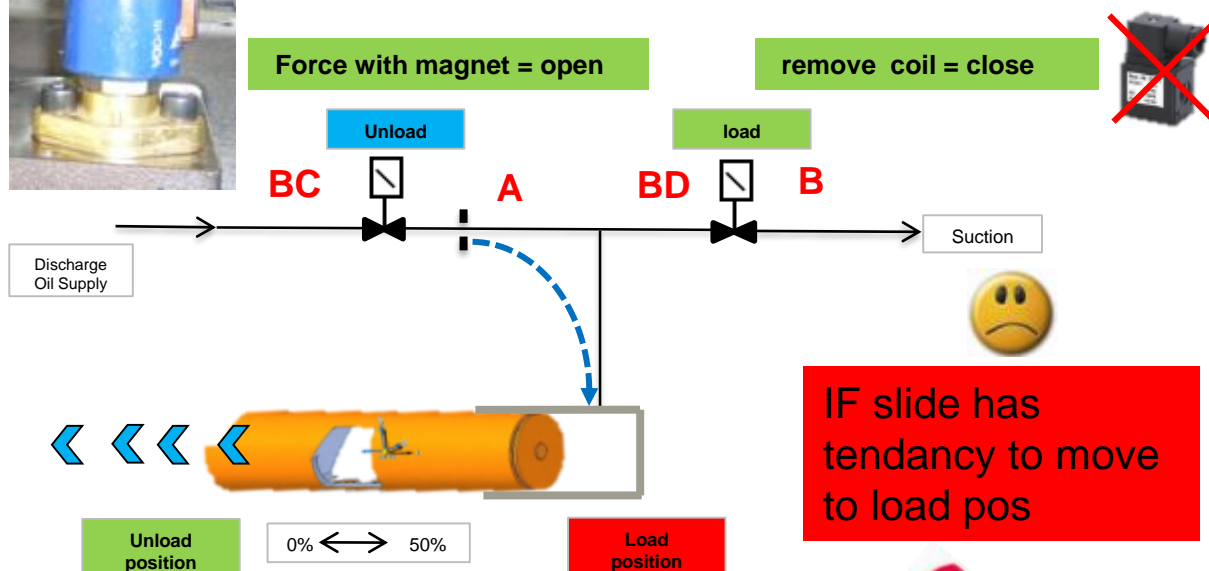 Force with magnet = open
remove  coil = close
Unload
load
BC
A
BD
B
Discharge
Oil Supply
Suction
IF slide has
tendancy to move
to load pos
Unload
position
0%
50%
Load
position